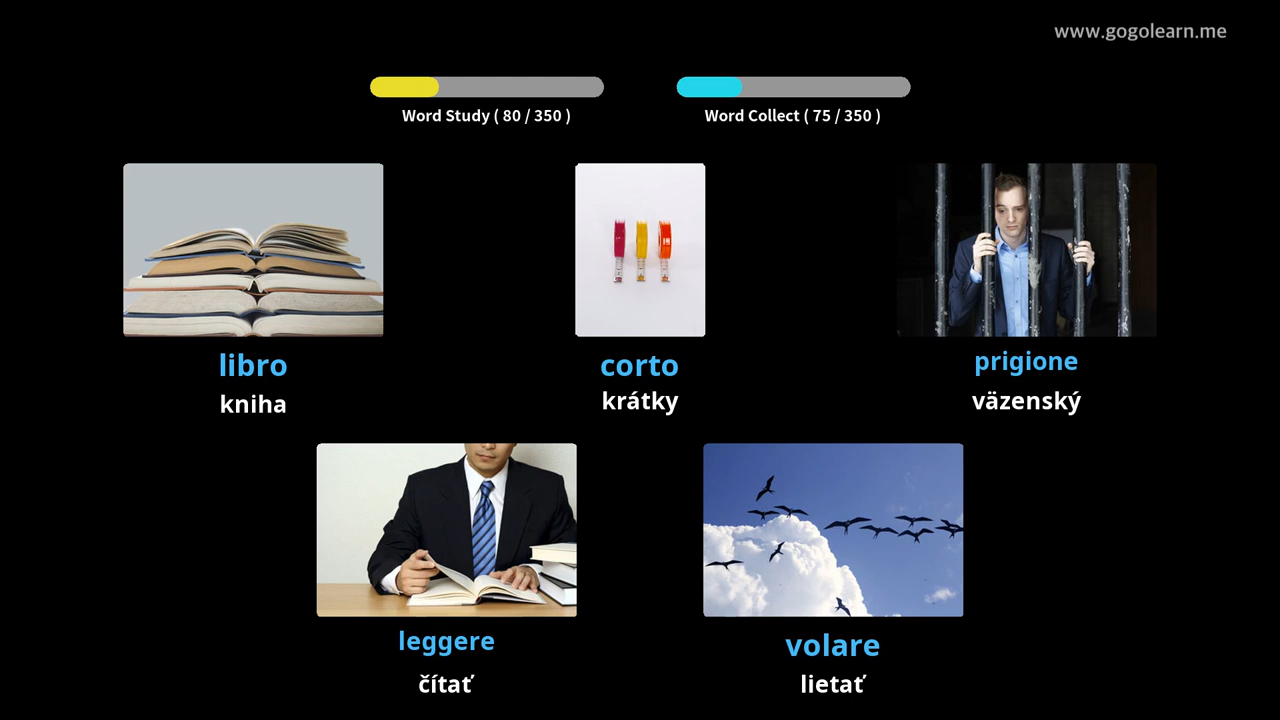 www.gogolearn.me
Word Study ( 80 / 350 )
Word Collect ( 75 / 350 )
libro
kniha
corto
krátky
prigione
väzenský
leggere
čítať
volare
lietať